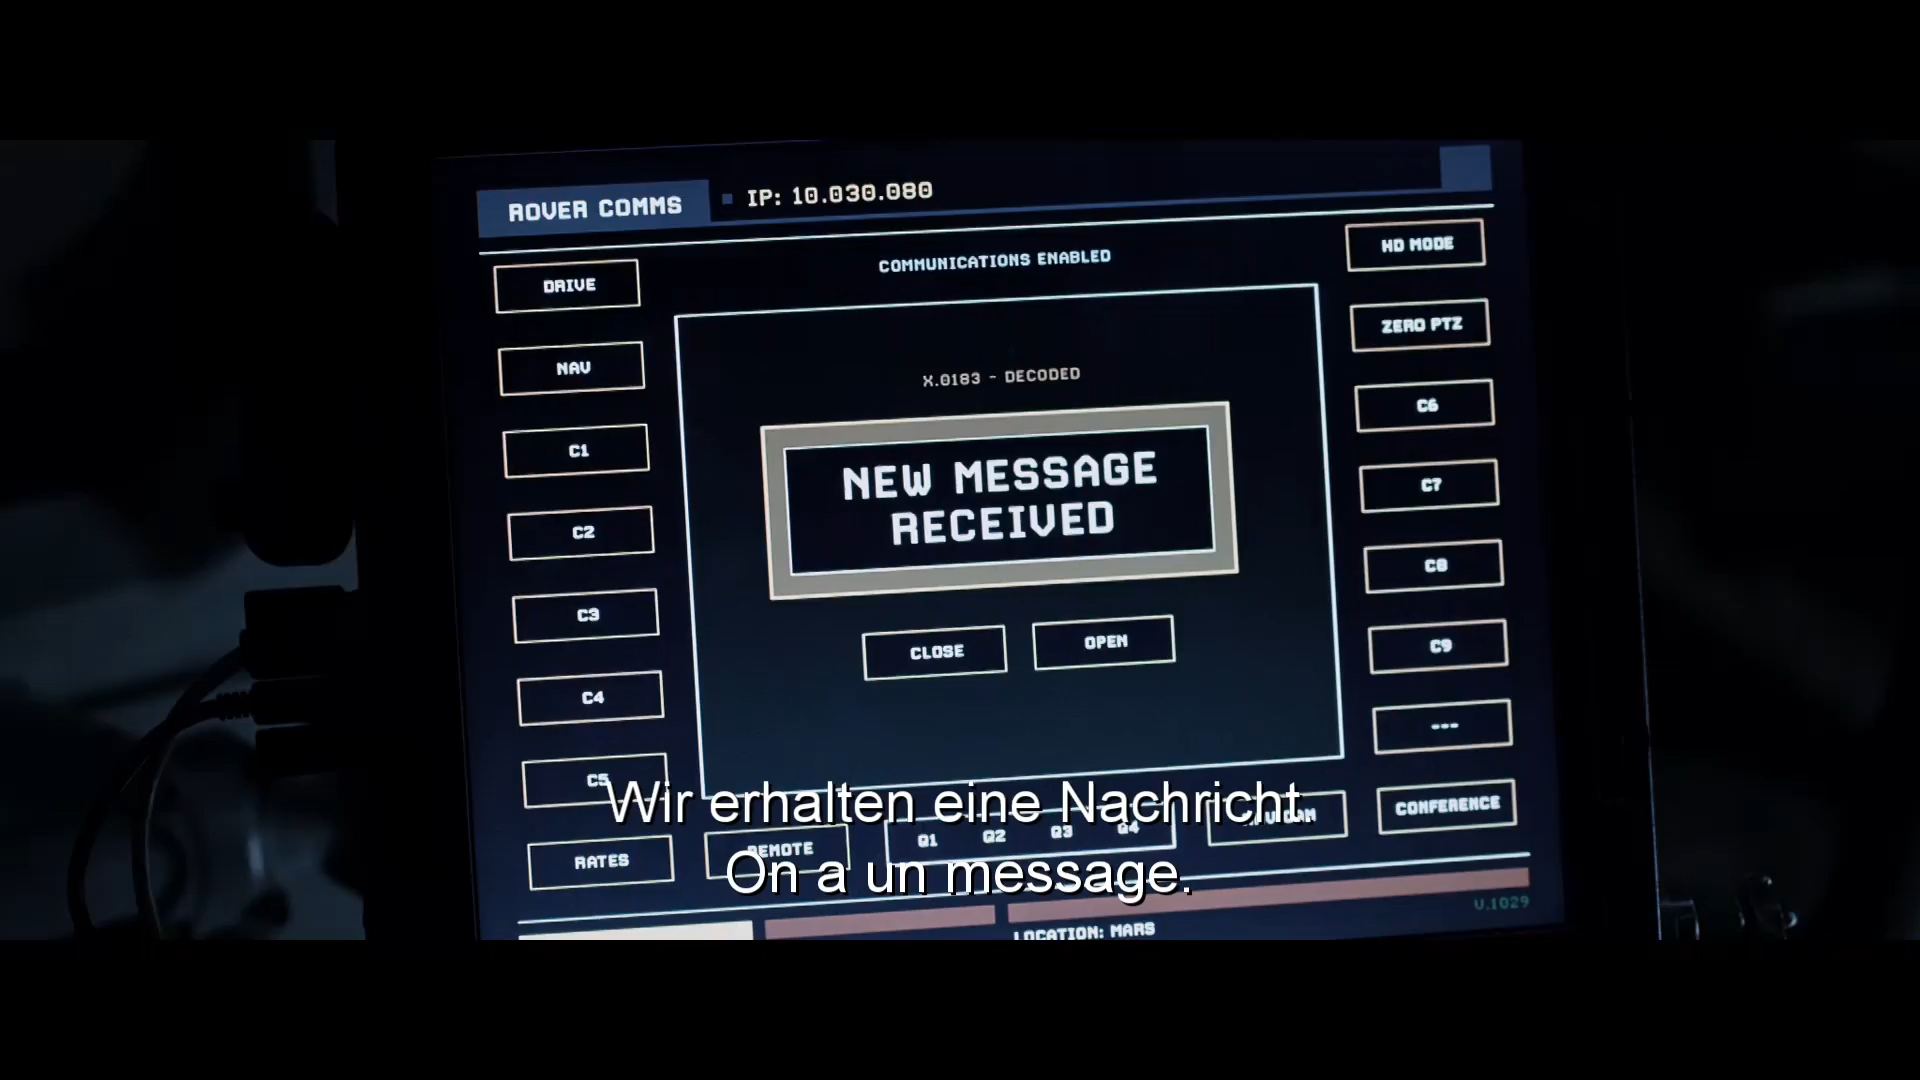 ROVER COMMS
IP: 10.030.080
COMMUNICATIONS ENABLED
HD MODE
DRIVE
ZERO PTZ
NAV
X.0183 - DECODED
C6
C1
NEW MESSAGE
RECEIVED
C7
C2
C8
C3
CLOSE
OPEN
C9
C4
---
C5
Wir erhalten eine Nachricht.
CONFERENCE
RATES
REMOTE
Q1 Q2 Q3 Q4
On a un message.
V.1029
LOCATION: MARS